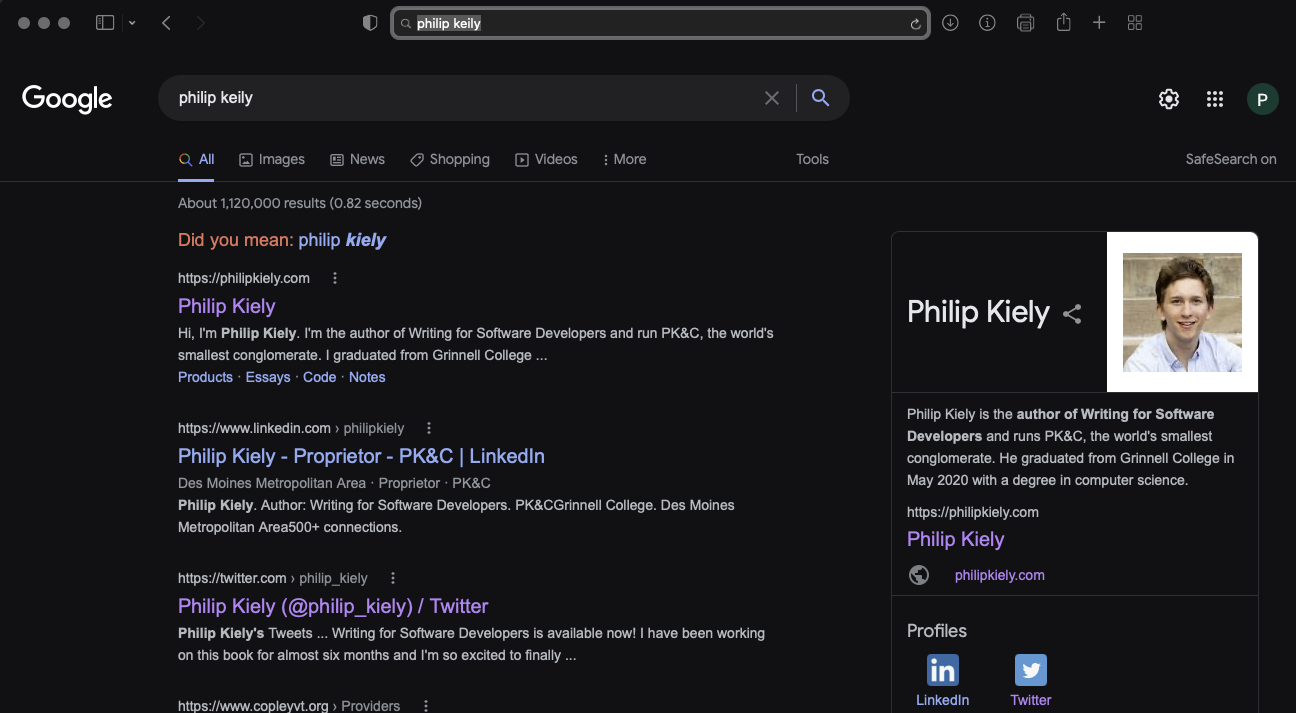 philip keily
Google
philip keily
P
All Images News Shopping Videos More Tools SafeSearch on
About 1,120,000 results (0.82 seconds)
Did you mean: philip kiely
https://philipkiely.com
Philip Kiely
Hi, I'm Philip Kiely. I'm the author of Writing for Software Developers and run PK&C, the world's
smallest conglomerate. I graduated from Grinnell College ...
Products · Essays · Code · Notes
https://www.linkedin.com › philipkiely
Philip Kiely - Proprietor - PK&C | LinkedIn
Des Moines Metropolitan Area · Proprietor · PK&C
Philip Kiely. Author: Writing for Software Developers. PK&CGrinnell College. Des Moines
Metropolitan Area500+ connections.
https://twitter.com › philip_kiely
Philip Kiely (@philip_kiely) / Twitter
Philip Kiely's Tweets ... Writing for Software Developers is available now! I have been working
on this book for almost six months and I'm so excited to finally ...
https://www.copleyvt.org › Providers
Philip Kiely
Philip Kiely is the author of Writing for Software
Developers and runs PK&C, the world's smallest
conglomerate. He graduated from Grinnell College in
May 2020 with a degree in computer science.
https://philipkiely.com
Philip Kiely
philipkiely.com
Profiles
in
LinkedIn Twitter